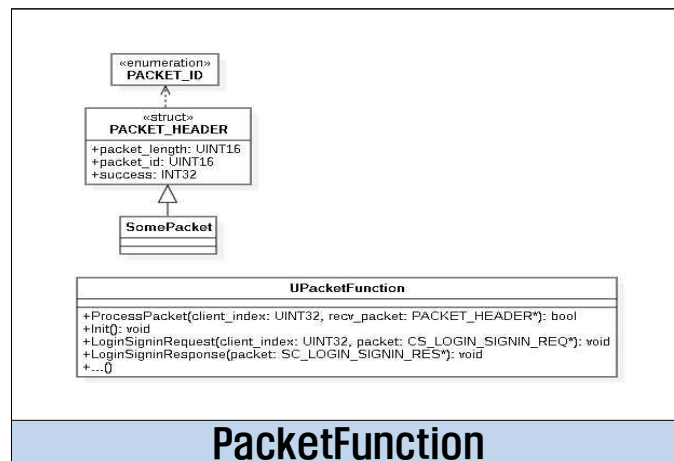 «enumeration»
PACKET_ID
«struct»
PACKET_HEADER
+packet_length: UINT16
+packet_id: UINT16
+success: INT32
SomePacket
UPacketFunction
+ProcessPacket(client_index: UINT32, recv_packet: PACKET_HEADER*): bool
+Init(): void
+LoginSigninRequest(client_index: UINT32, packet: CS_LOGIN_SIGNIN_REQ*): void
+LoginSigninResponse(packet: SC_LOGIN_SIGNIN_RES*): void
+...()
PacketFunction